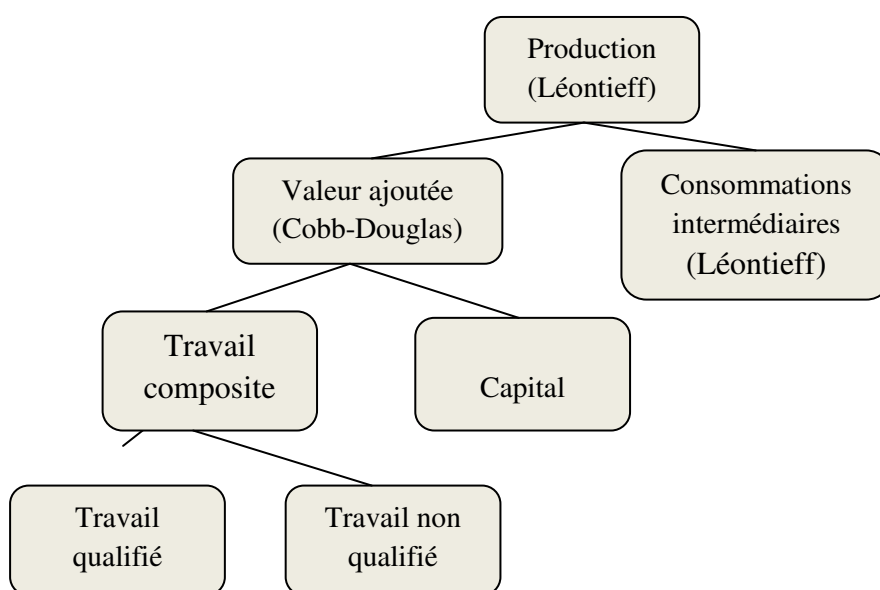 Production
(Léontieff)
Valeur ajoutée
(Cobb-Douglas)
Consommations
intermédiaires
(Léontieff)
Travail
composite
Capital
Travail
qualifié
Travail non
qualifié